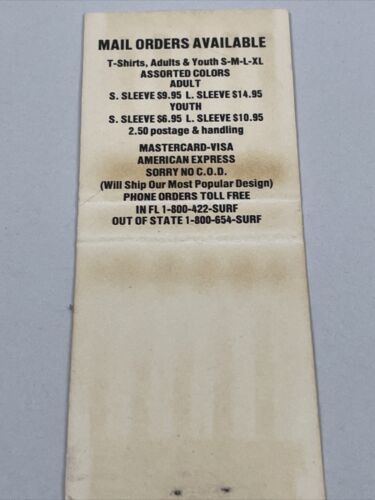 MAIL ORDERS AVAILABLE
T-Shirts, Adults & Youth S-M-L-XL
ASSORTED COLORS
ADULT
S. SLEEVE $9.95 L. SLEEVE $14.95
YOUTH
S. SLEEVE $6.95 L. SLEEVE $10.95
2.50 postage & handling
MASTERCARD-VISA
AMERICAN EXPRESS
SORRY NO C.O.D.
(Will Ship Our Most Popular Design)
PHONE ORDERS TOLL FREE
IN FL 1-800-422-SURF
OUT OF STATE 1-800-654-SURF